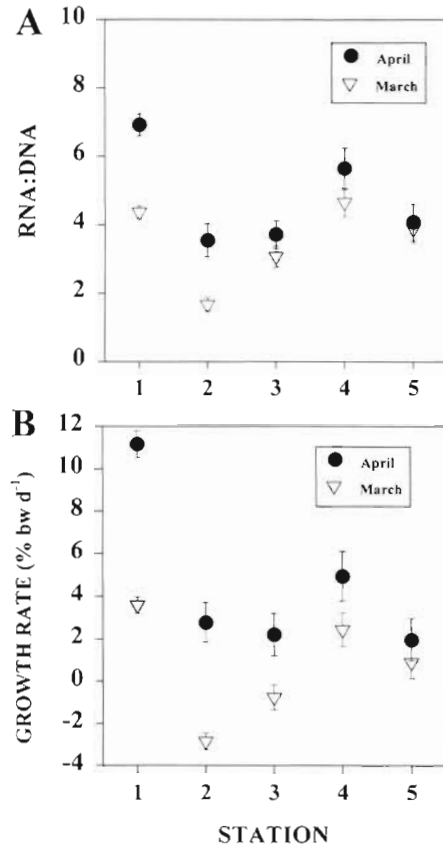 A
10
8
6
4
2
0
RNA:DNA
April
March
1 2 3 4 5
B
12
10
8
6
4
2
0
-2
-4
GROWTH RATE (% bw d⁻¹)
April
March
1 2 3 4 5
STATION